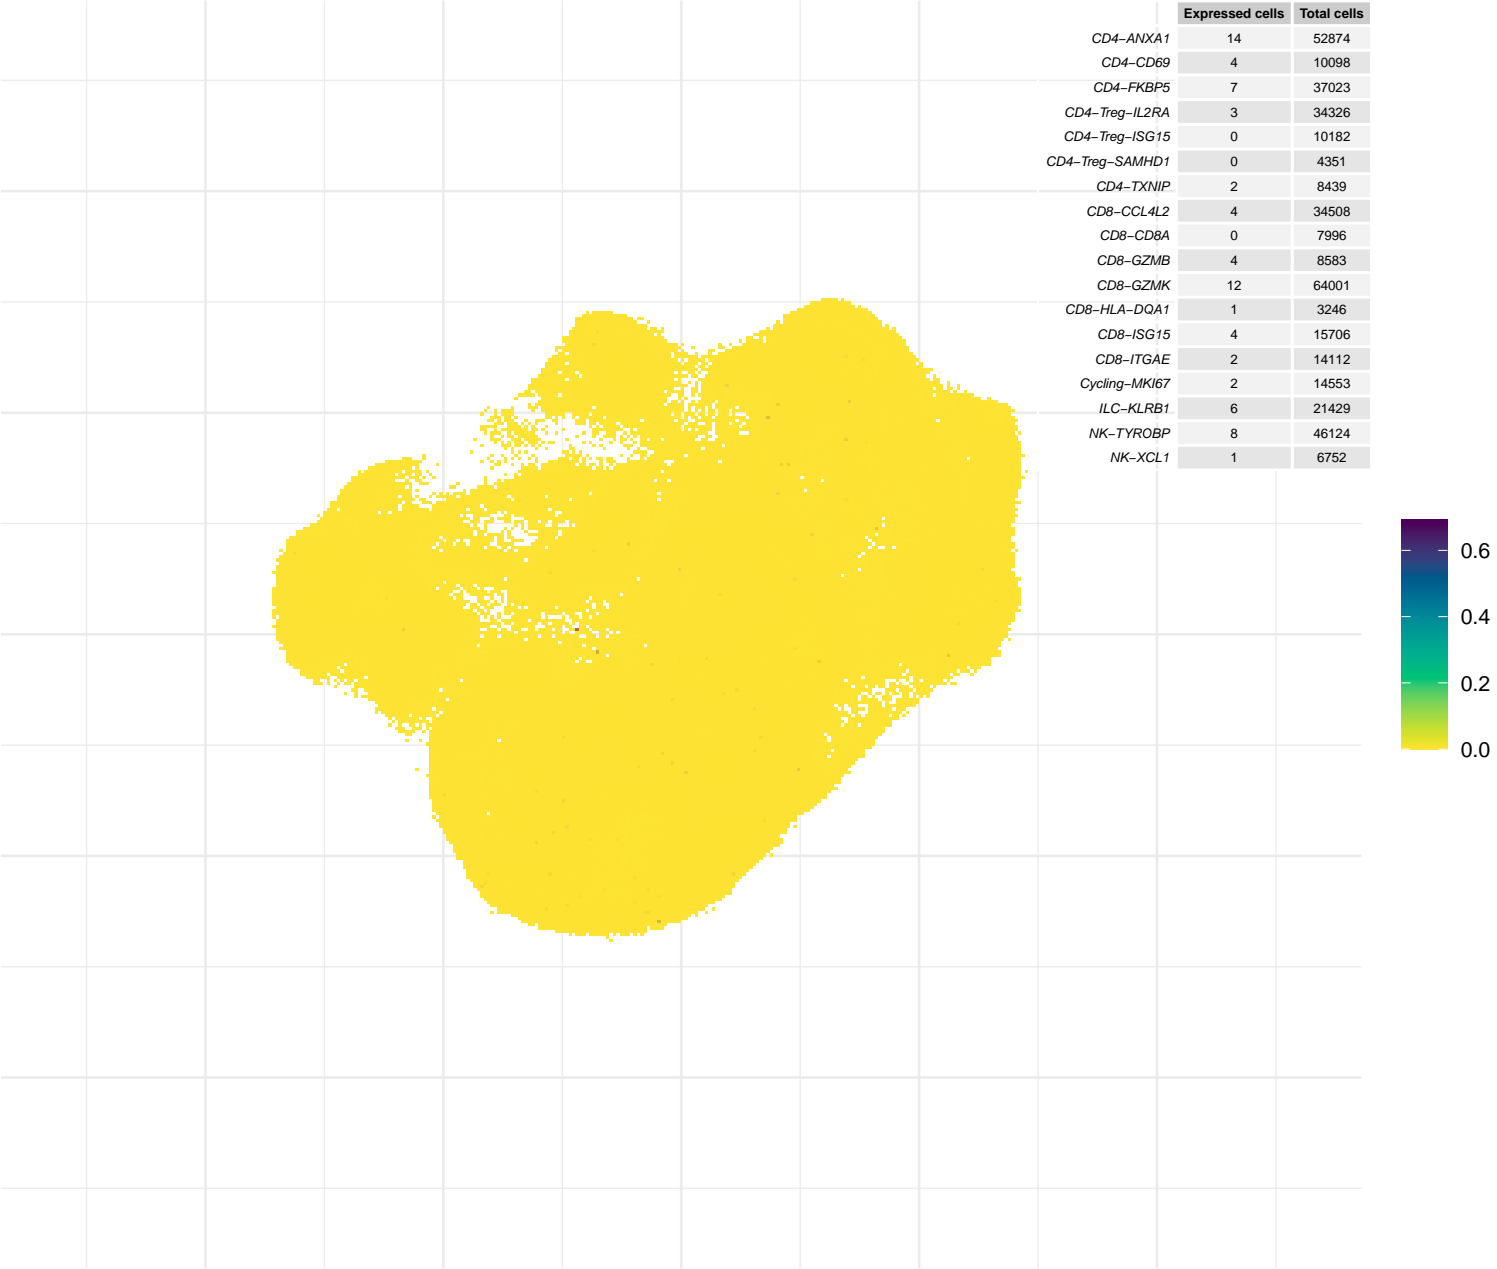 Expressed cells Total cells
CD4−ANXA1 14 52874
CD4−CD69 4 10098
CD4−FKBP5 7 37023
CD4−Treg−IL2RA 3 34326
CD4−Treg−ISG15 0 10182
CD4−Treg−SAMHD1 0 4351
CD4−TXNIP 2 8439
CD8−CCL4L2 4 34508
CD8−CD8A 0 7996
CD8−GZMB 4 8583
CD8−GZMK 12 64001
CD8−HLA−DQA1 1 3246
CD8−ISG15 4 15706
CD8−ITGAE 2 14112
Cycling−MKI67 2 14553
ILC−KLRB1 6 21429
NK−TYROBP 8 46124
NK−XCL1 1 6752
0.6
0.4
0.2
0.0